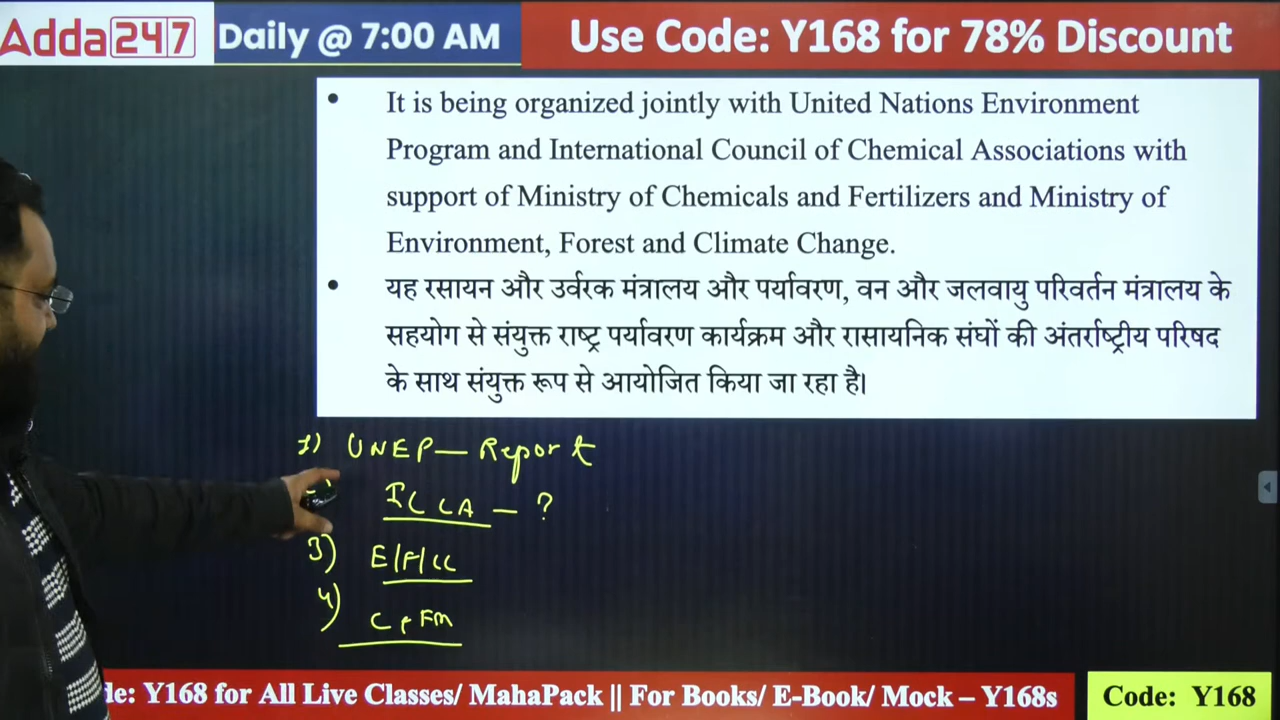 Adda247
Daily @ 7:00 AM
Use Code: Y168 for 78% Discount
• It is being organized jointly with United Nations Environment
Program and International Council of Chemical Associations with
support of Ministry of Chemicals and Fertilizers and Ministry of
Environment, Forest and Climate Change.
• यह रसायन और उर्वरक मंत्रालय और पर्यावरण, वन और जलवायु परिवर्तन मंत्रालय के
सहयोग से संयुक्त राष्ट्र पर्यावरण कार्यक्रम और रासायनिक संघों की अंतर्राष्ट्रीय परिषद
के साथ संयुक्त रूप से आयोजित किया जा रहा है।
1) UNEP — Report
ICCA — ?
3) E/F/CC
4) C & FM
de: Y168 for All Live Classes/ MahaPack || For Books/ E-Book/ Mock – Y168s
Code: Y168